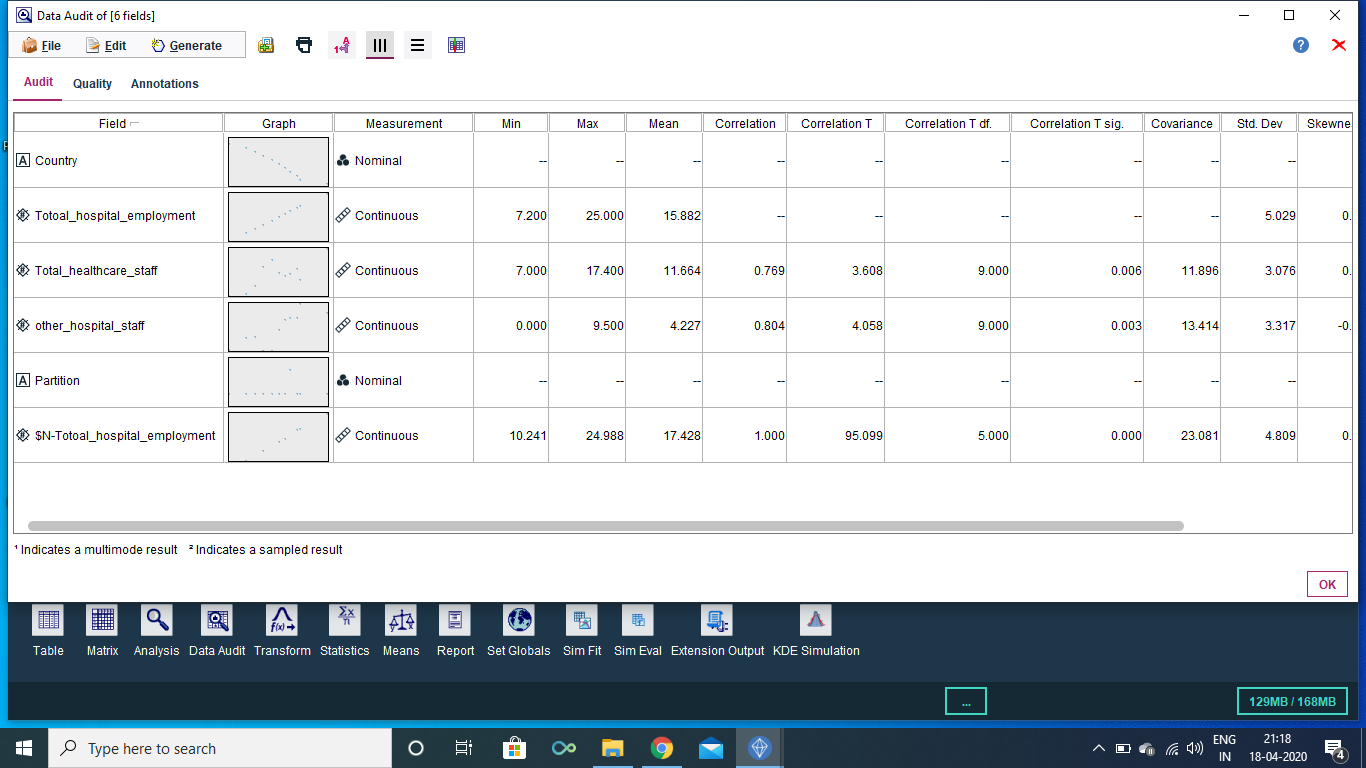 Data Audit of [6 fields]
File Edit Generate
Audit Quality Annotations
Field Graph Measurement Min Max Mean Correlation Correlation T Correlation T df. Correlation T sig. Covariance Std. Dev Skewne
A Country Nominal -- -- -- -- -- -- -- -- --
Totoal_hospital_employment Continuous 7.200 25.000 15.882 -- -- -- -- -- 5.029 0.
Total_healthcare_staff Continuous 7.000 17.400 11.664 0.769 3.608 9.000 0.006 11.896 3.076 0.
other_hospital_staff Continuous 0.000 9.500 4.227 0.804 4.058 9.000 0.003 13.414 3.317 -0.
A Partition Nominal -- -- -- -- -- -- -- -- --
$N-Totoal_hospital_employment Continuous 10.241 24.988 17.428 1.000 95.099 5.000 0.000 23.081 4.809 0.
¹ Indicates a multimode result ² Indicates a sampled result
OK
Table Matrix Analysis Data Audit Transform Statistics Means Report Set Globals Sim Fit Sim Eval Extension Output KDE Simulation
... 129MB / 168MB
Type here to search
ENG 21:18
IN 18-04-2020 4